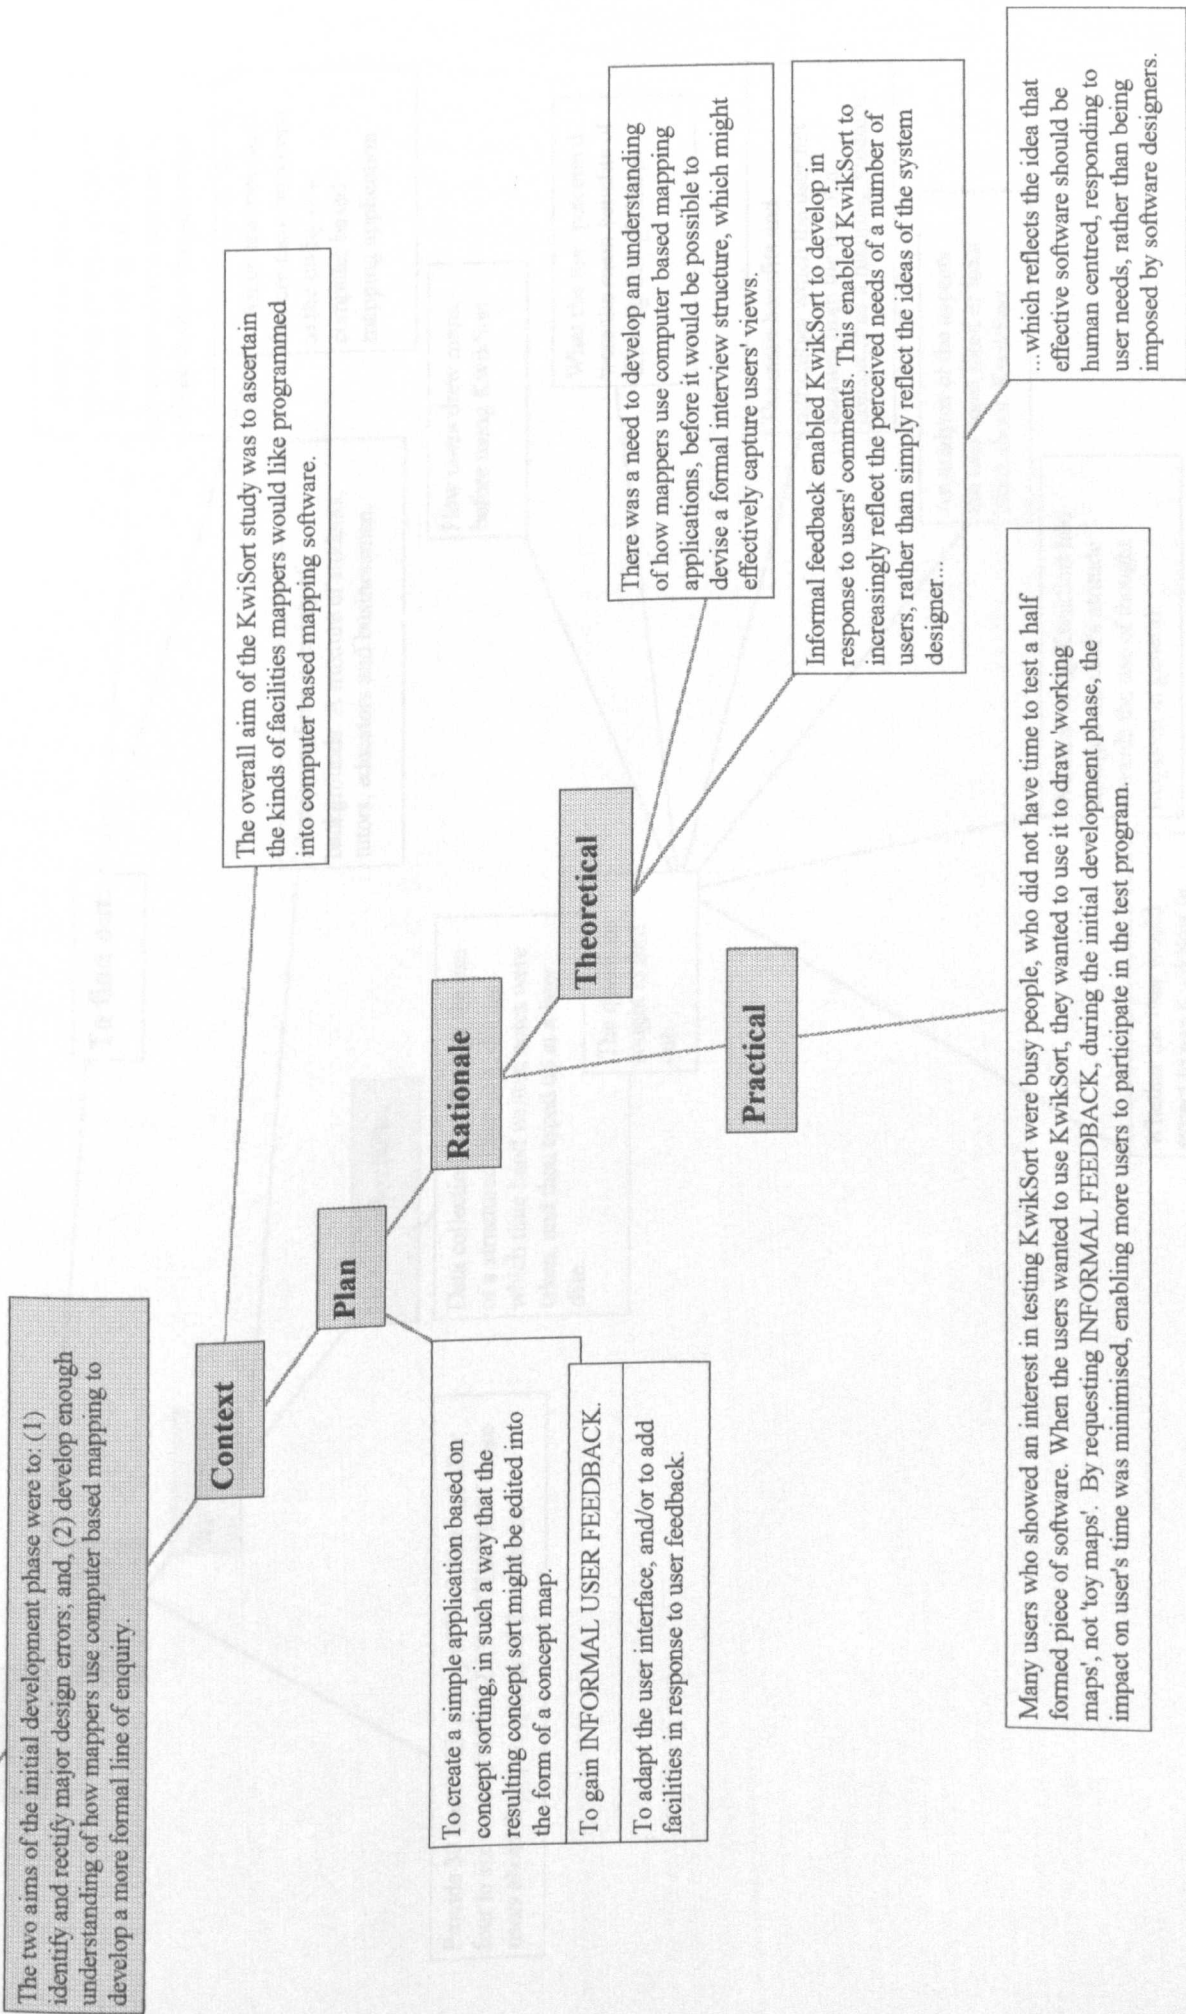 The two aims of the initial development phase were to: (1)
identify and rectify major design errors; and, (2) develop enough
understanding of how mappers use computer based mapping to
develop a more formal line of enquiry.
Context
The overall aim of the KwiSort study was to ascertain
the kinds of facilities mappers would like programmed
into computer based mapping software.
Plan
To create a simple application based on
concept sorting, in such a way that the
resulting concept sort might be edited into
the form of a concept map.
To gain INFORMAL USER FEEDBACK.
To adapt the user interface, and/or to add
facilities in response to user feedback.
Rationale
Theoretical
There was a need to develop an understanding
of how mappers use computer based mapping
applications, before it would be possible to
devise a formal interview structure, which might
effectively capture users' views.
Informal feedback enabled KwikSort to develop in
response to users' comments. This enabled KwikSort to
increasingly reflect the perceived needs of a number of
users, rather than simply reflect the ideas of the system
designer...
...which reflects the idea that
effective software should be
human centred, responding to
user needs, rather than being
imposed by software designers.
Practical
Many users who showed an interest in testing KwikSort were busy people, who did not have time to test a half
formed piece of software. When the users wanted to use KwikSort, they wanted to use it to draw 'working
maps', not 'toy maps'. By requesting INFORMAL FEEDBACK, during the initial development phase, the
impact on user's time was minimised, enabling more users to participate in the test program.